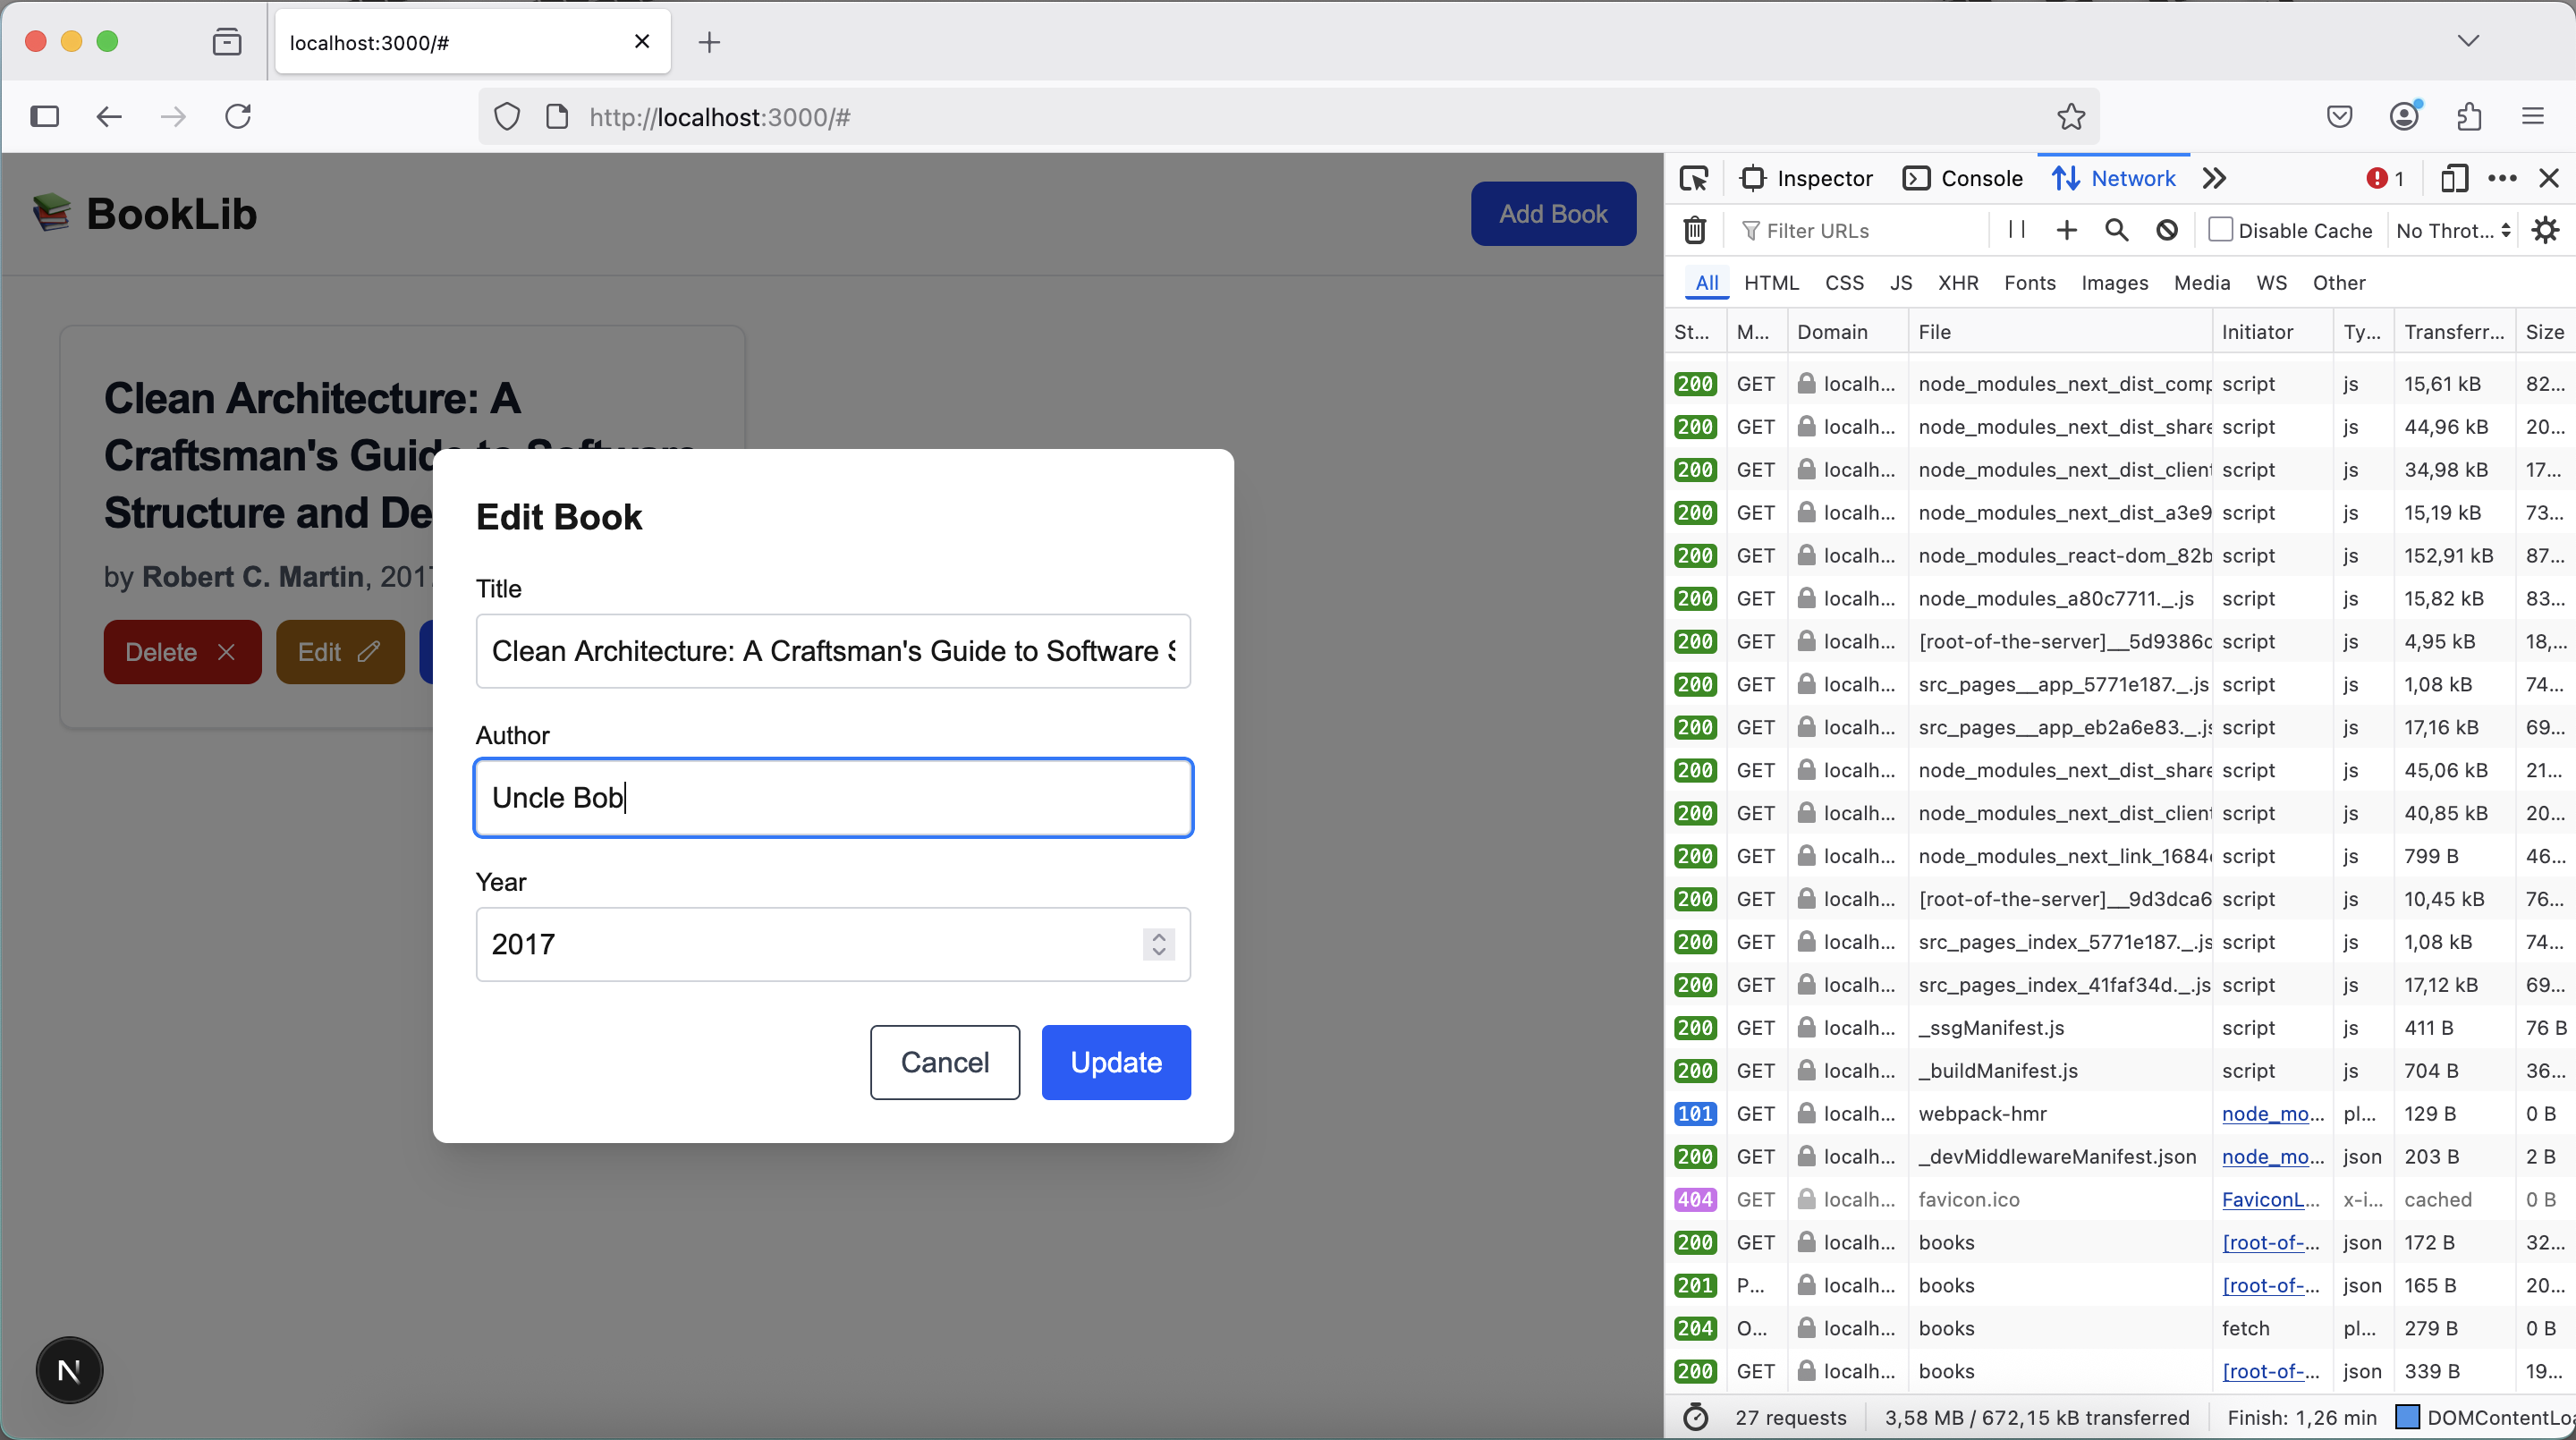 localhost:3000/#
http://localhost:3000/#
BookLib
Add Book
Clean Architecture: A
Craftsman's Guide to Software
Structure and De
by Robert C. Martin, 2017
Delete
Edit
Edit Book
Title
Clean Architecture: A Craftsman's Guide to Software S
Author
Uncle Bob
Year
2017
Cancel
Update
N
Inspector Console Network 1
Filter URLs Disable Cache No Throt...
All HTML CSS JS XHR Fonts Images Media WS Other
St... M... Domain File Initiator Ty... Transferr... Size
200 GET localh... node_modules_next_dist_comp script js 15,61 kB 82...
200 GET localh... node_modules_next_dist_share script js 44,96 kB 20...
200 GET localh... node_modules_next_dist_client script js 34,98 kB 17...
200 GET localh... node_modules_next_dist_a3e9 script js 15,19 kB 73...
200 GET localh... node_modules_react-dom_82b script js 152,91 kB 87...
200 GET localh... node_modules_a80c7711._.js script js 15,82 kB 83...
200 GET localh... [root-of-the-server]__5d9386c script js 4,95 kB 18,...
200 GET localh... src_pages__app_5771e187._.js script js 1,08 kB 74...
200 GET localh... src_pages__app_eb2a6e83._.js script js 17,16 kB 69...
200 GET localh... node_modules_next_dist_share script js 45,06 kB 21...
200 GET localh... node_modules_next_dist_client script js 40,85 kB 20...
200 GET localh... node_modules_next_link_1684 script js 799 B 46...
200 GET localh... [root-of-the-server]__9d3dca6 script js 10,45 kB 76...
200 GET localh... src_pages_index_5771e187._.js script js 1,08 kB 74...
200 GET localh... src_pages_index_41faf34d._.js script js 17,12 kB 69...
200 GET localh... _ssgManifest.js script js 411 B 76 B
200 GET localh... _buildManifest.js script js 704 B 36...
101 GET localh... webpack-hmr node_mo... pl... 129 B 0 B
200 GET localh... _devMiddlewareManifest.json node_mo... json 203 B 2 B
404 GET localh... favicon.ico FaviconL... x-i... cached 0 B
200 GET localh... books [root-of-... json 172 B 32...
201 P... localh... books [root-of-... json 165 B 20...
204 O... localh... books fetch pl... 279 B 0 B
200 GET localh... books [root-of-... json 339 B 19...
27 requests 3,58 MB / 672,15 kB transferred Finish: 1,26 min DOMContentLoa